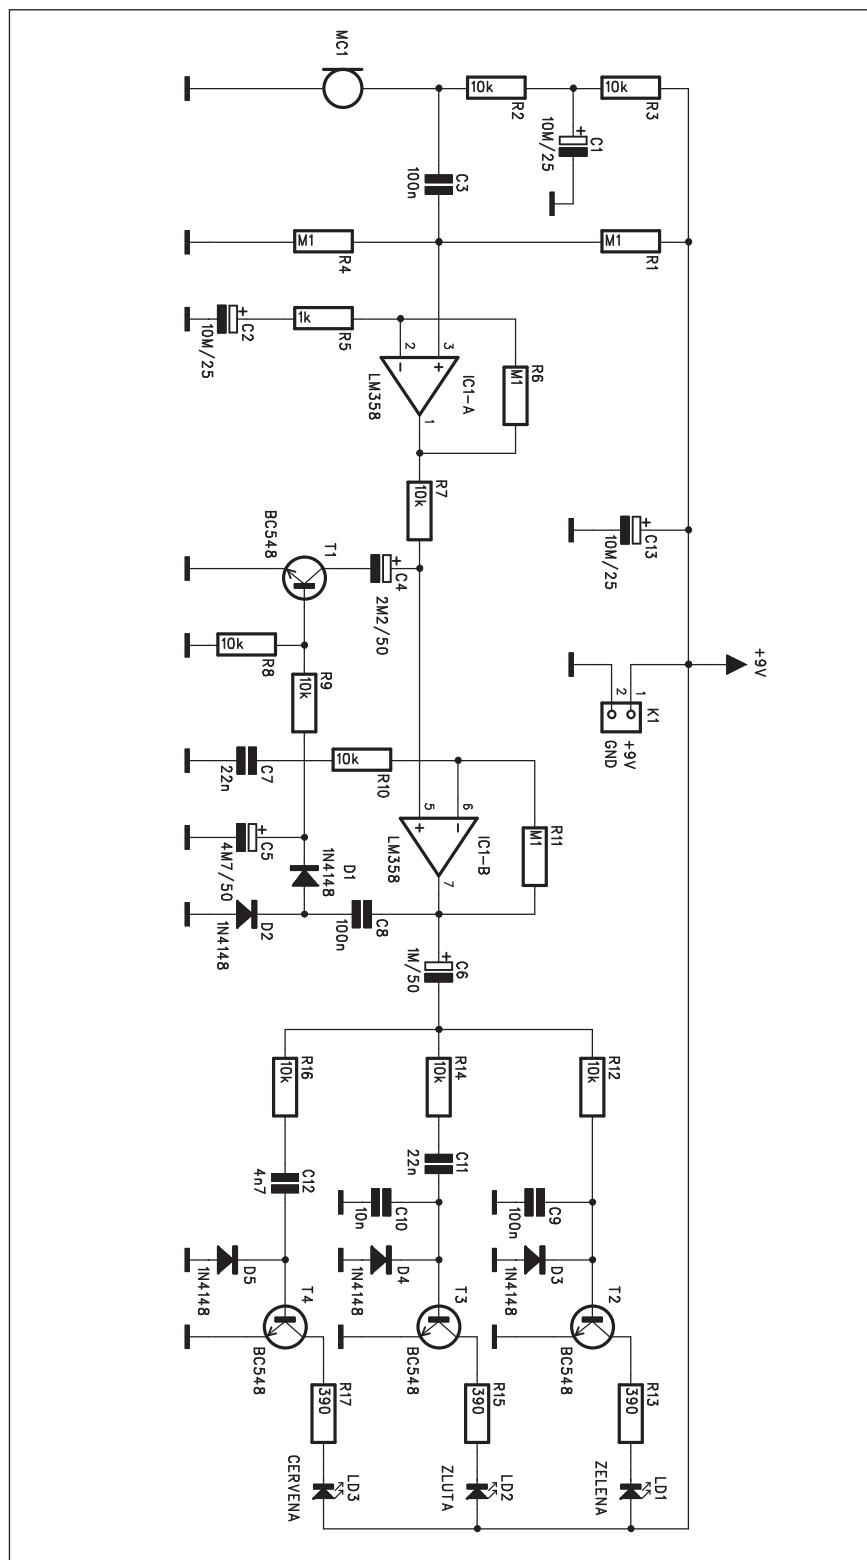 MC1
10k
R2
10k
R3
C1
10M/25
C3
100n
M1
R4
M1
R1
C2
10M/25
1k
R5
2
3
IC1-A
LM358
1
R6
M1
R7
10k
C13
10M/25
T1
BC548
C4
2M2/50
10k
R8
R9
10k
+9V
1
2
K1
+9V
GND
C7
22n
10k
R10
5
6
IC1-B
LM358
7
R11
M1
C5
4M7/50
D1
1N4148
D2
1N4148
C8
100n
C6
1M/50
R16
10k
R14
10k
R12
10k
C12
4n7
C11
22n
C10
10n
C9
100n
D5
1N4148
D4
1N4148
D3
1N4148
T4
BC548
T3
BC548
T2
BC548
R17
390
R15
390
R13
390
LD3
CERVENA
LD2
ZLUTA
LD1
ZELENA